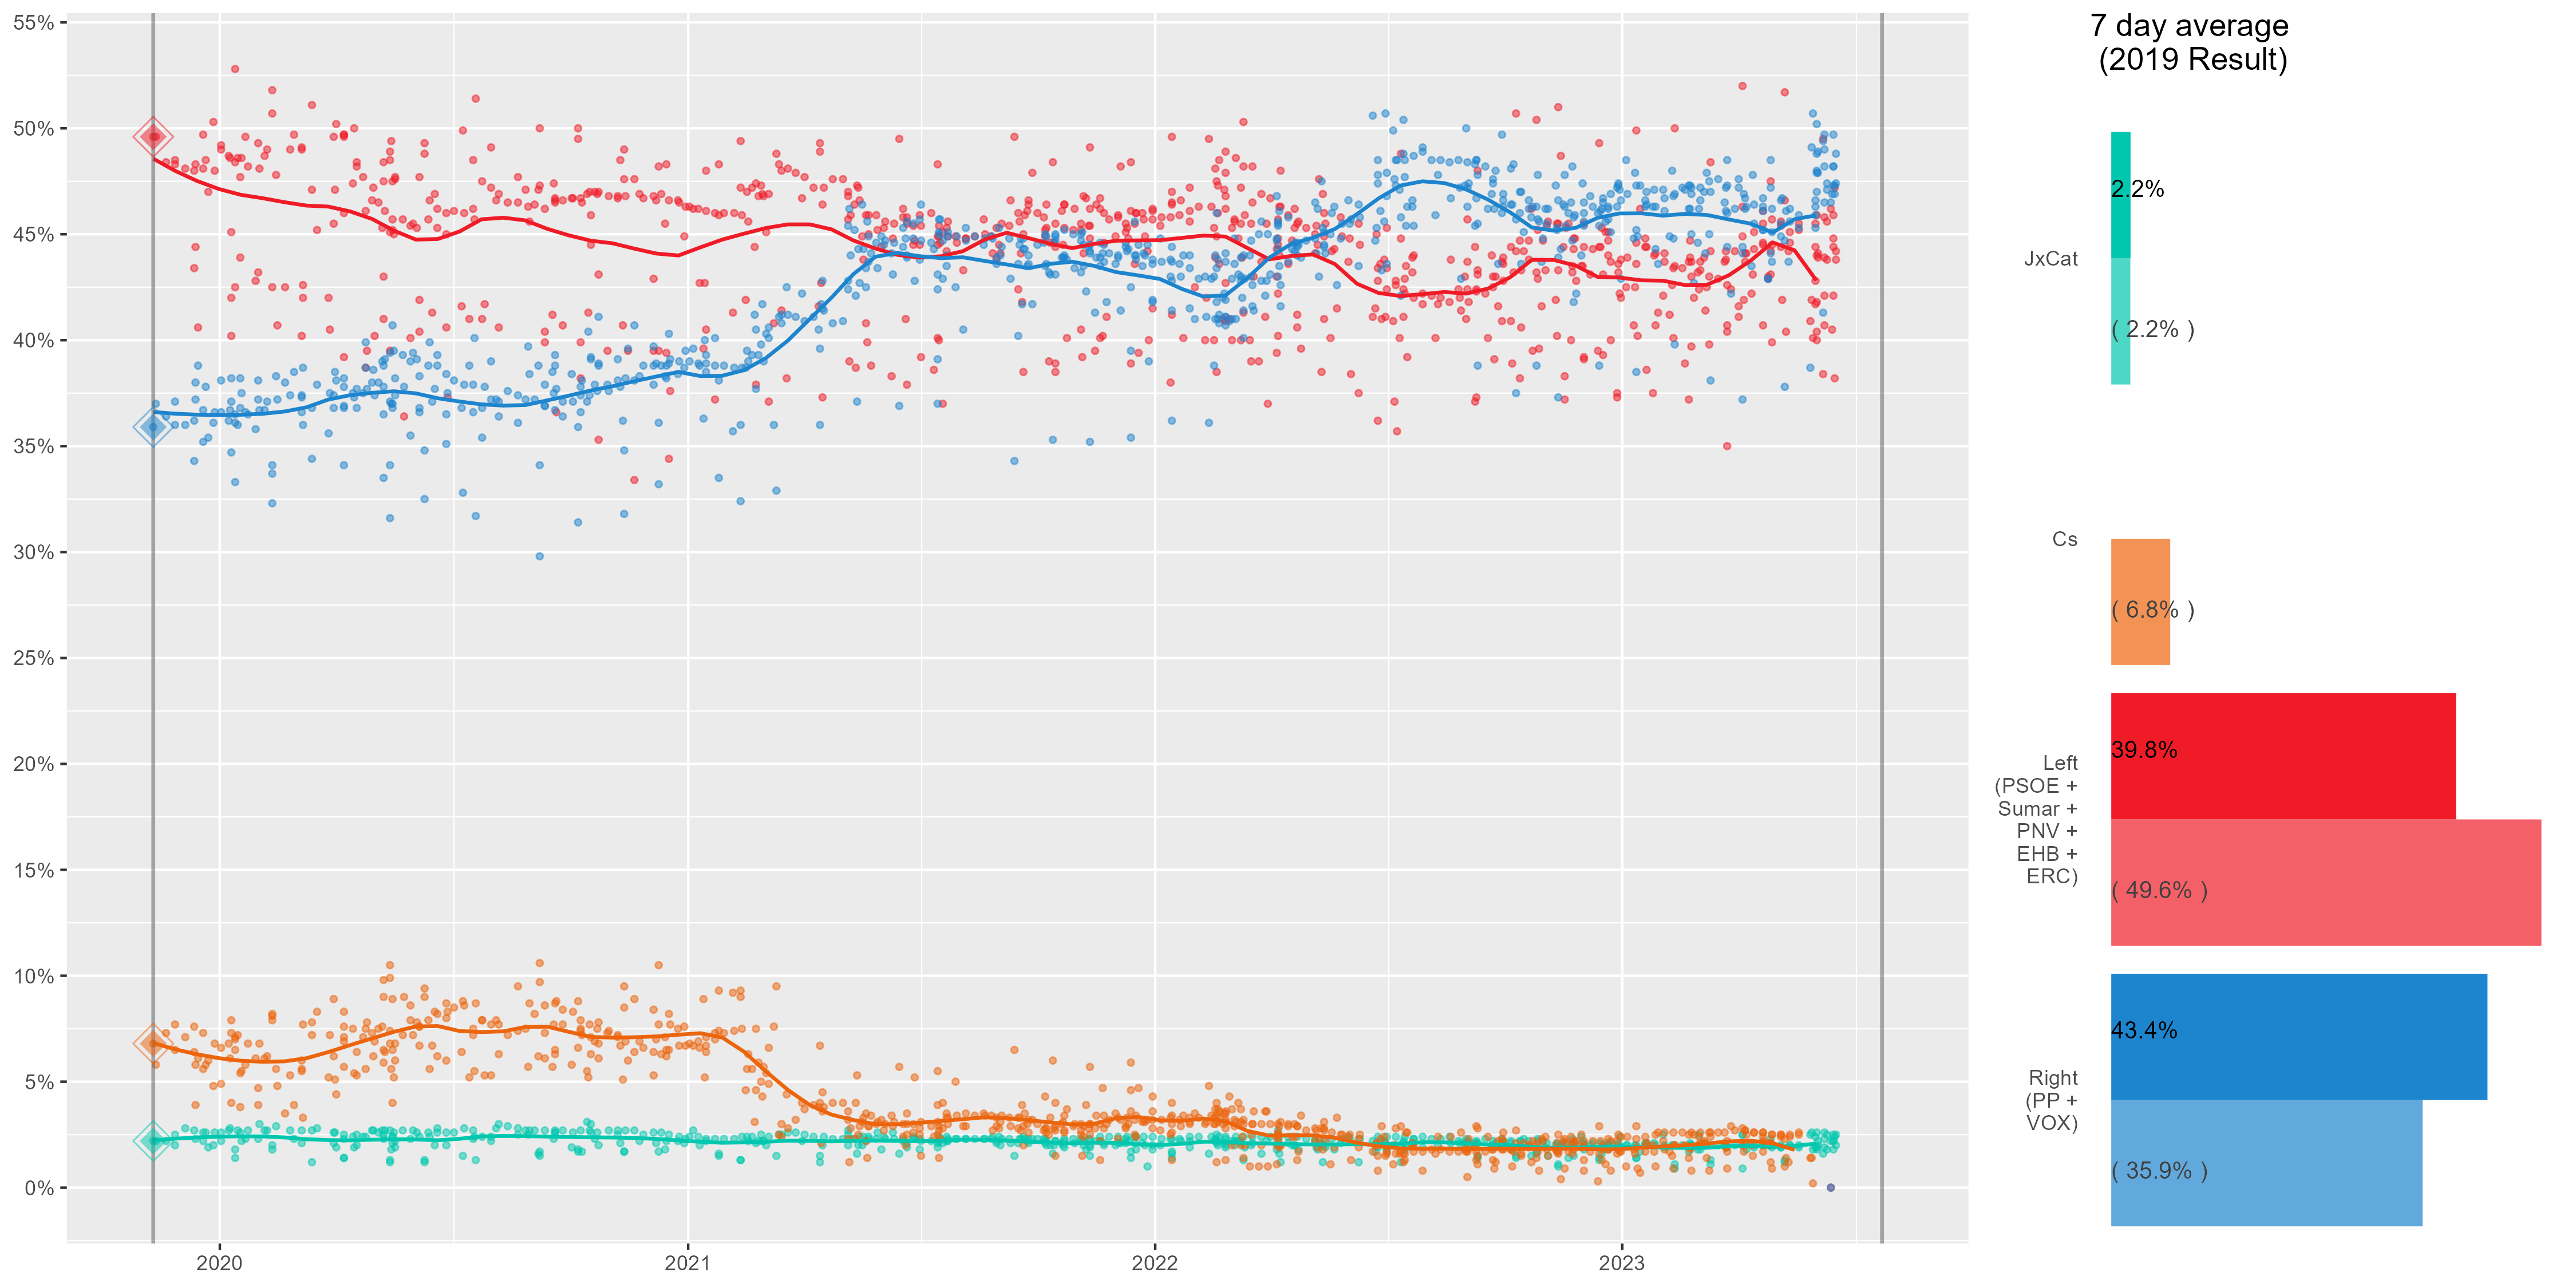 55%
50%
45%
40%
35%
30%
25%
20%
15%
10%
5%
0%
2020
2021
2022
2023
7 day average
(2019 Result)
JxCat
2.2%
( 2.2% )
Cs
( 6.8% )
Left
(PSOE +
Sumar +
PNV +
EHB +
ERC)
39.8%
( 49.6% )
Right
(PP +
VOX)
43.4%
( 35.9% )